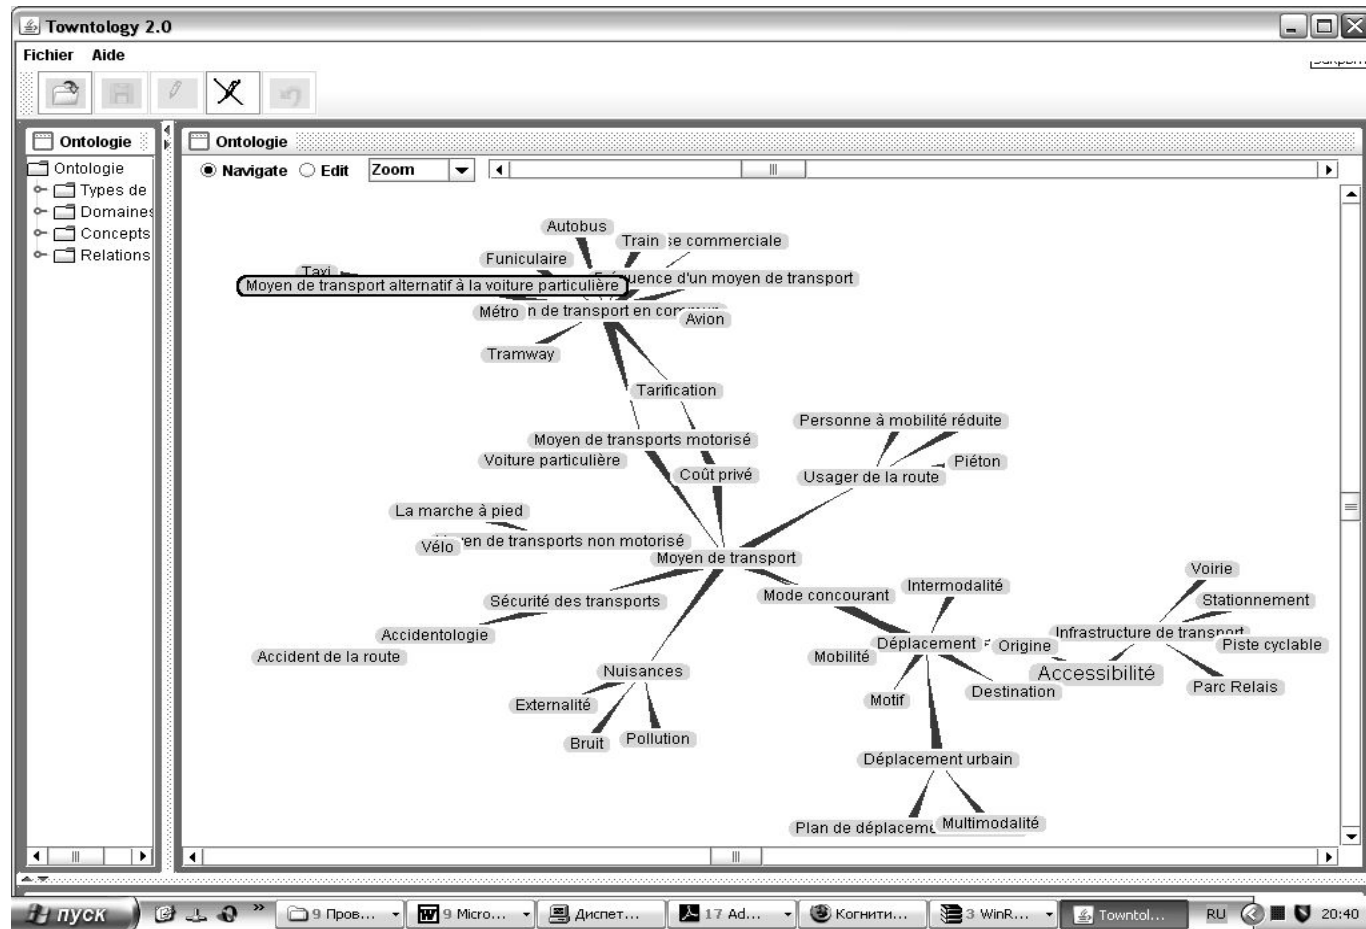 Towntology 2.0
Fichier Aide
Ontologie
Ontologie
Types de
Domaines
Concepts
Relations
Ontologie
Navigate Edit Zoom
Autobus
Train se commerciale
Funiculaire
Taxi
quence d'un moyen de transport
Moyen de transport alternatif à la voiture particulière
Métro n de transport en commun
Avion
Tramway
Tarification
Personne à mobilité réduite
Moyen de transports motorisé
Voiture particulière
Piéton
Coût privé
Usager de la route
La marche à pied
Vélo yen de transports non motorisé
Moyen de transport
Voirie
Intermodalité
Mode concourant
Stationnement
Sécurité des transports
Accidentologie
Infrastructure de transport
Déplacement
Origine
Piste cyclable
Accident de la route
Mobilité
Nuisances
Accessibilité
Parc Relais
Destination
Motif
Externalité
Bruit
Pollution
Déplacement urbain
Plan de déplaceme
Multimodalité
пуск
»
9 Пров...
9 Micro...
Диспет...
17 Ad...
Когнити...
3 WinR...
Towntol...
RU
20:40